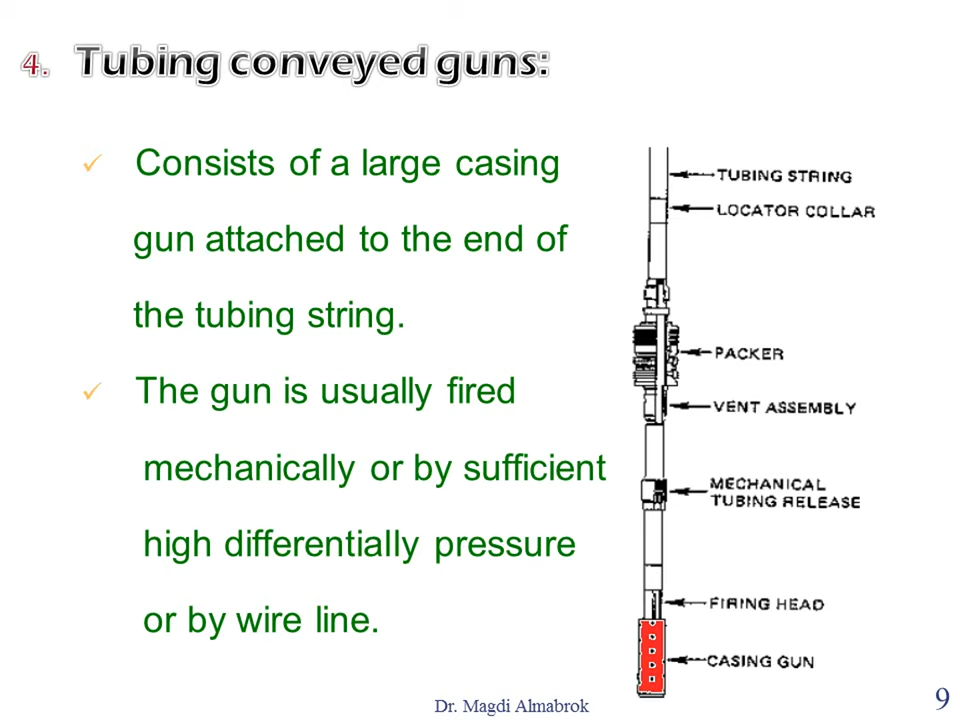 4. Tubing conveyed guns:
✓ Consists of a large casing
gun attached to the end of
the tubing string.
✓ The gun is usually fired
mechanically or by sufficient
high differentially pressure
or by wire line.
TUBING STRING
LOCATOR COLLAR
PACKER
VENT ASSEMBLY
MECHANICAL
TUBING RELEASE
FIRING HEAD
CASING GUN
Dr. Magdi Almabrok
9